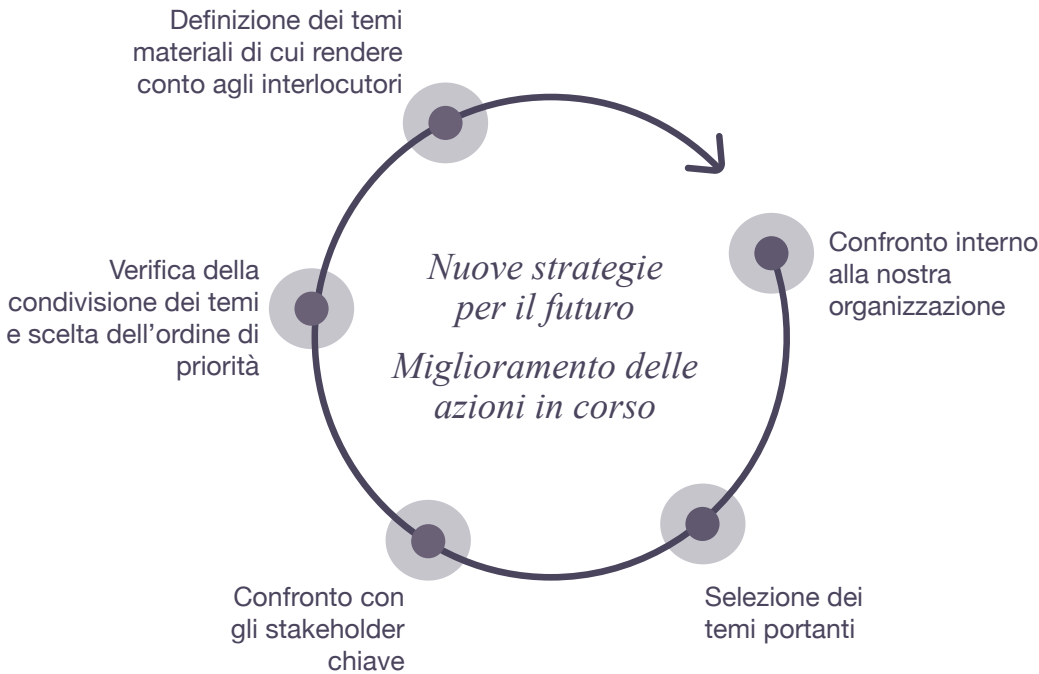 Definizione dei temi
materiali di cui rendere
conto agli interlocutori
Confronto interno
alla nostra
organizzazione
Nuove strategie
per il futuro
Miglioramento delle
azioni in corso
Verifica della
condivisione dei temi
e scelta dell’ordine di
priorità
Confronto con
gli stakeholder
chiave
Selezione dei
temi portanti